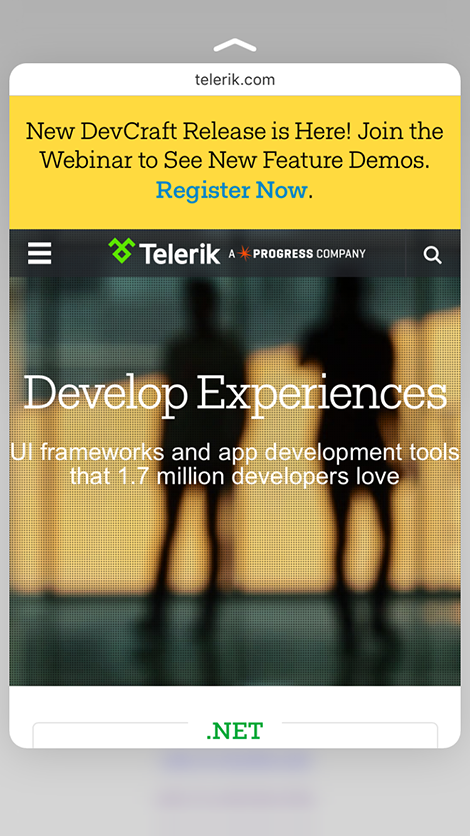 telerik.com
New DevCraft Release is Here! Join the
Webinar to See New Feature Demos.
Register Now.
Telerik A PROGRESS COMPANY
Develop Experiences
UI frameworks and app development tools
that 1.7 million developers love
.NET